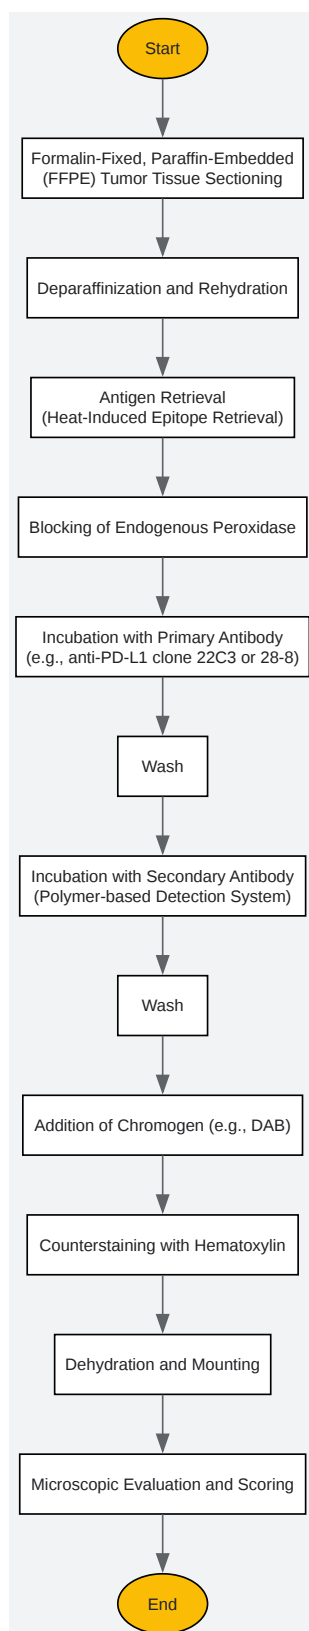 Start
Formalin-Fixed, Paraffin-Embedded
(FFPE) Tumor Tissue Sectioning
Deparaffinization and Rehydration
Antigen Retrieval
(Heat-Induced Epitope Retrieval)
Blocking of Endogenous Peroxidase
Incubation with Primary Antibody
(e.g., anti-PD-L1 clone 22C3 or 28-8)
Wash
Incubation with Secondary Antibody
(Polymer-based Detection System)
Wash
Addition of Chromogen (e.g., DAB)
Counterstaining with Hematoxylin
Dehydration and Mounting
Microscopic Evaluation and Scoring
End